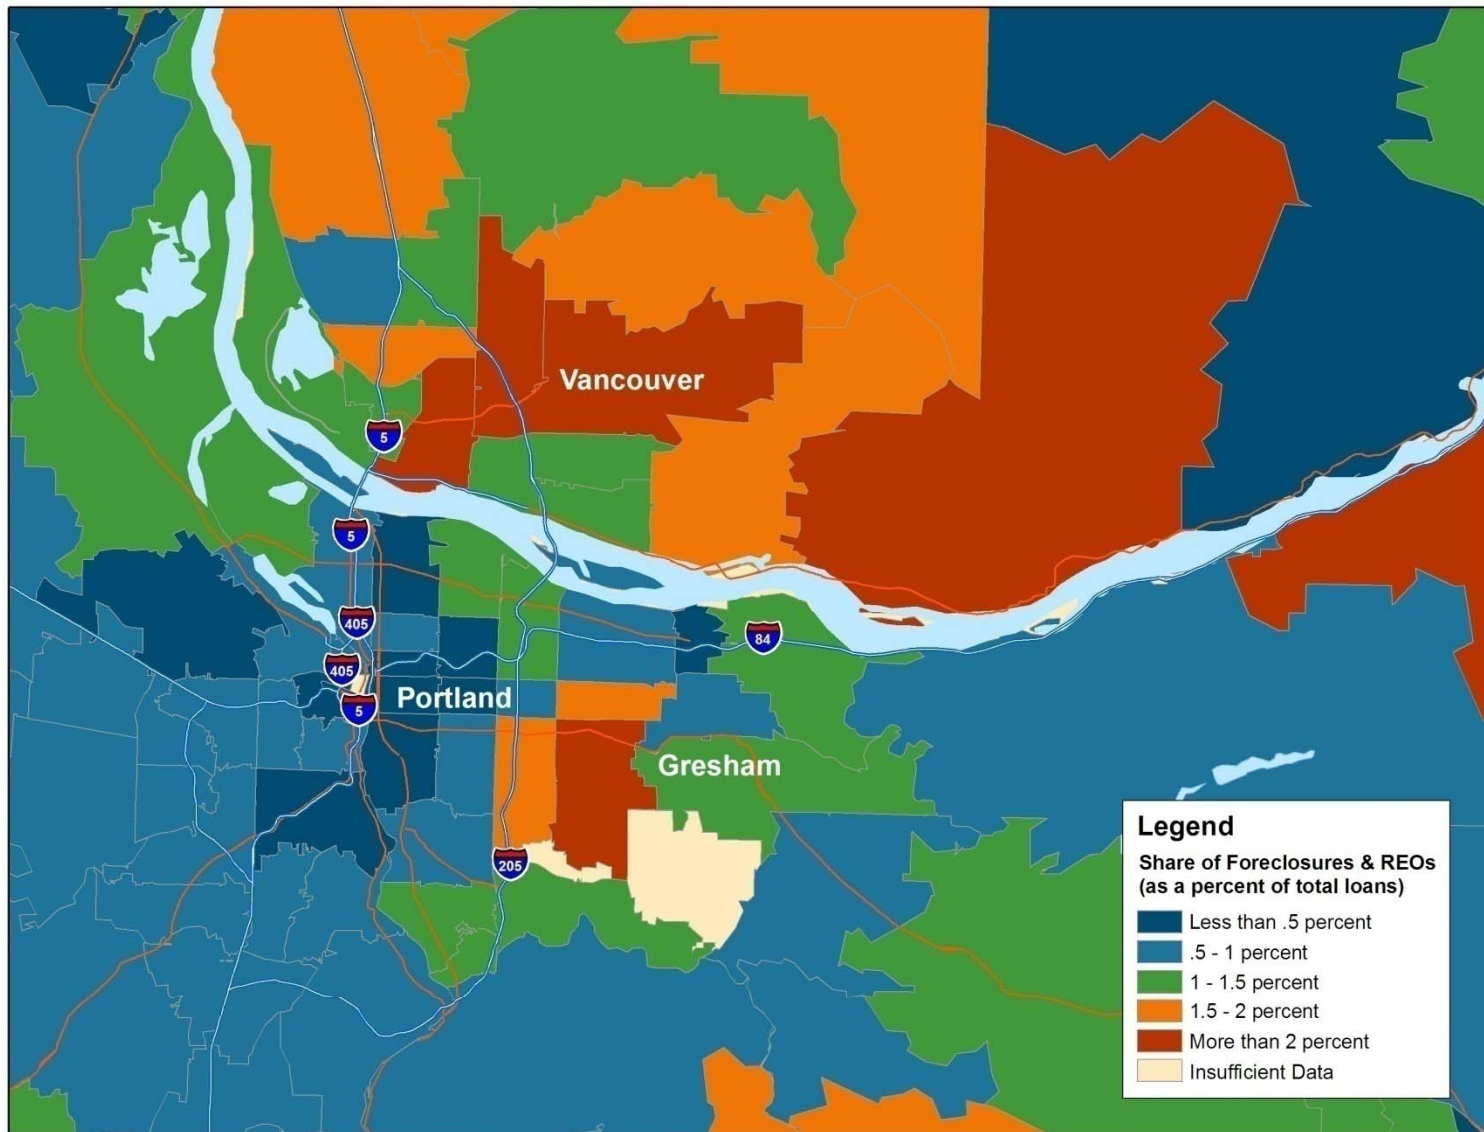 Vancouver
5
5
405
84
405
Portland
5
Gresham
205
Legend
Share of Foreclosures & REOs
(as a percent of total loans)
Less than .5 percent
.5 - 1 percent
1 - 1.5 percent
1.5 - 2 percent
More than 2 percent
Insufficient Data